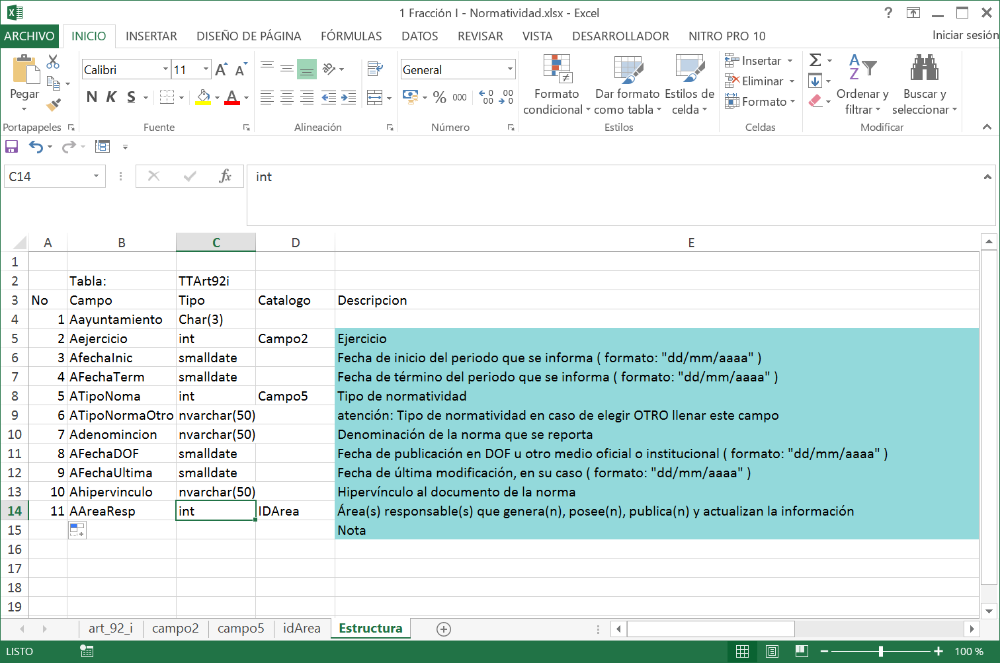 1 Fracción I - Normatividad.xlsx - Excel
?
Iniciar sesión
ARCHIVO INICIO INSERTAR DISEÑO DE PÁGINA FÓRMULAS DATOS REVISAR VISTA DESARROLLADOR NITRO PRO 10
Pegar
Portapapeles
Calibri 11 A A
N K S A
Fuente
Alineación
General
% 000
Número
Formato condicional
Dar formato como tabla
Estilos de celda
Estilos
Insertar
Eliminar
Formato
Celdas
Σ
Ordenar y filtrar
Buscar y seleccionar
Modificar
C14 fx int
A B C D E
1
2 Tabla: TTArt92i
3 No Campo Tipo Catalogo Descripcion
4 1 Aayuntamiento Char(3)
5 2 Aejercicio int Campo2 Ejercicio
6 3 AfechaInic smalldate Fecha de inicio del periodo que se informa ( formato: "dd/mm/aaaa" )
7 4 AFechaTerm smalldate Fecha de término del periodo que se informa ( formato: "dd/mm/aaaa" )
8 5 ATipoNoma int Campo5 Tipo de normatividad
9 6 ATipoNormaOtro nvarchar(50) atención: Tipo de normatividad en caso de elegir OTRO llenar este campo
10 7 Adenomincion nvarchar(50) Denominación de la norma que se reporta
11 8 AFechaDOF smalldate Fecha de publicación en DOF u otro medio oficial o institucional ( formato: "dd/mm/aaaa" )
12 9 AFechaUltima smalldate Fecha de última modificación, en su caso ( formato: "dd/mm/aaaa" )
13 10 Ahipervinculo nvarchar(50) Hipervínculo al documento de la norma
14 11 AAreaResp int IDArea Área(s) responsable(s) que genera(n), posee(n), publica(n) y actualizan la información
15 Nota
16
17
18
19
art_92_i campo2 campo5 idArea Estructura
LISTO 100 %